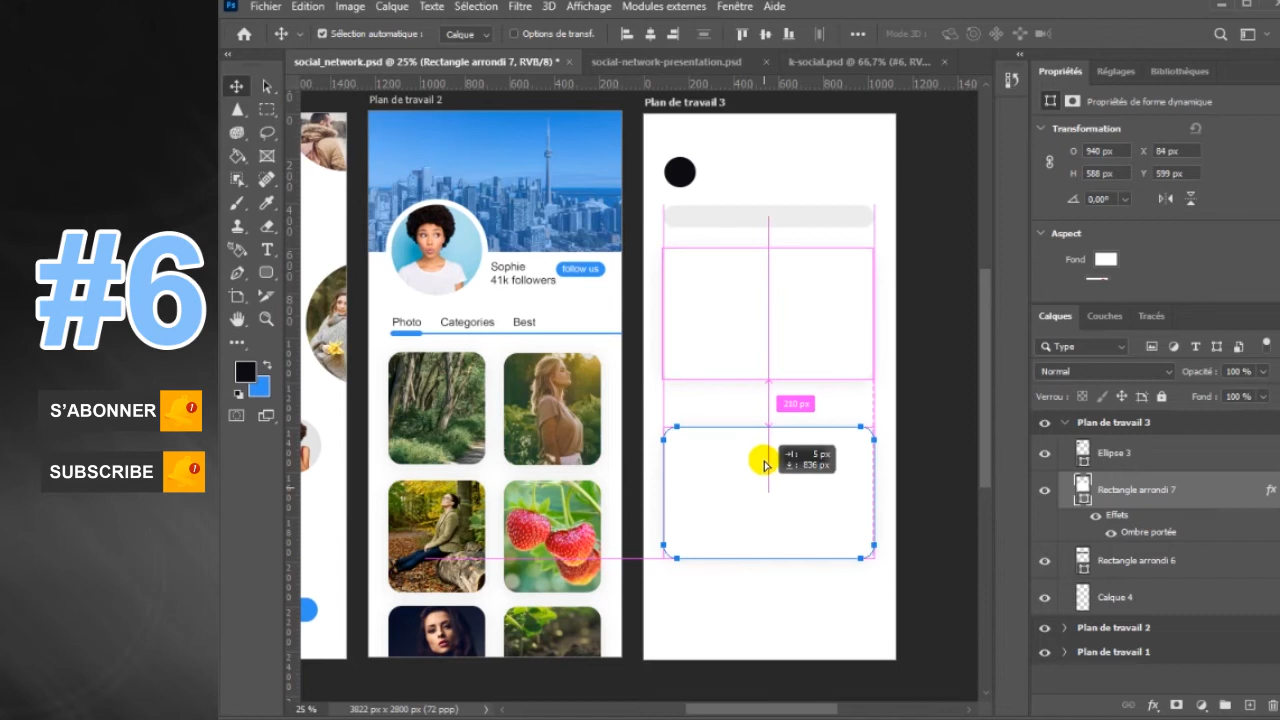 Ps Fichier Edition Image Calque Texte Sélection Filtre 3D Affichage Modules externes Fenêtre Aide
Sélection automatique : Calque Options de transf. Mode 3D :
social_network.psd @ 25% (Rectangle arrondi 7, RVB/8) * × social-network-presentation.psd × k-social.psd @ 66,7% (#6, RV... ×
Propriétés Réglages Bibliothèques
Propriétés de forme dynamique
Transformation
O 940 px X 84 px
H 588 px Y 599 px
0,00°
Aspect
Fond
Calques Couches Tracés
Type
Normal Opacité : 100 %
Verrou : Fond : 100 %
Plan de travail 3
Ellipse 3
Rectangle arrondi 7 fx
Effets
Ombre portée
Rectangle arrondi 6
Calque 4
Plan de travail 2
Plan de travail 1
fx
Plan de travail 2
Sophie
41k followers
follow us
Photo Categories Best
Plan de travail 3
210 px
5 px
836 px
25 % 3822 px x 2800 px (72 ppp)
#6
S'ABONNER
SUBSCRIBE